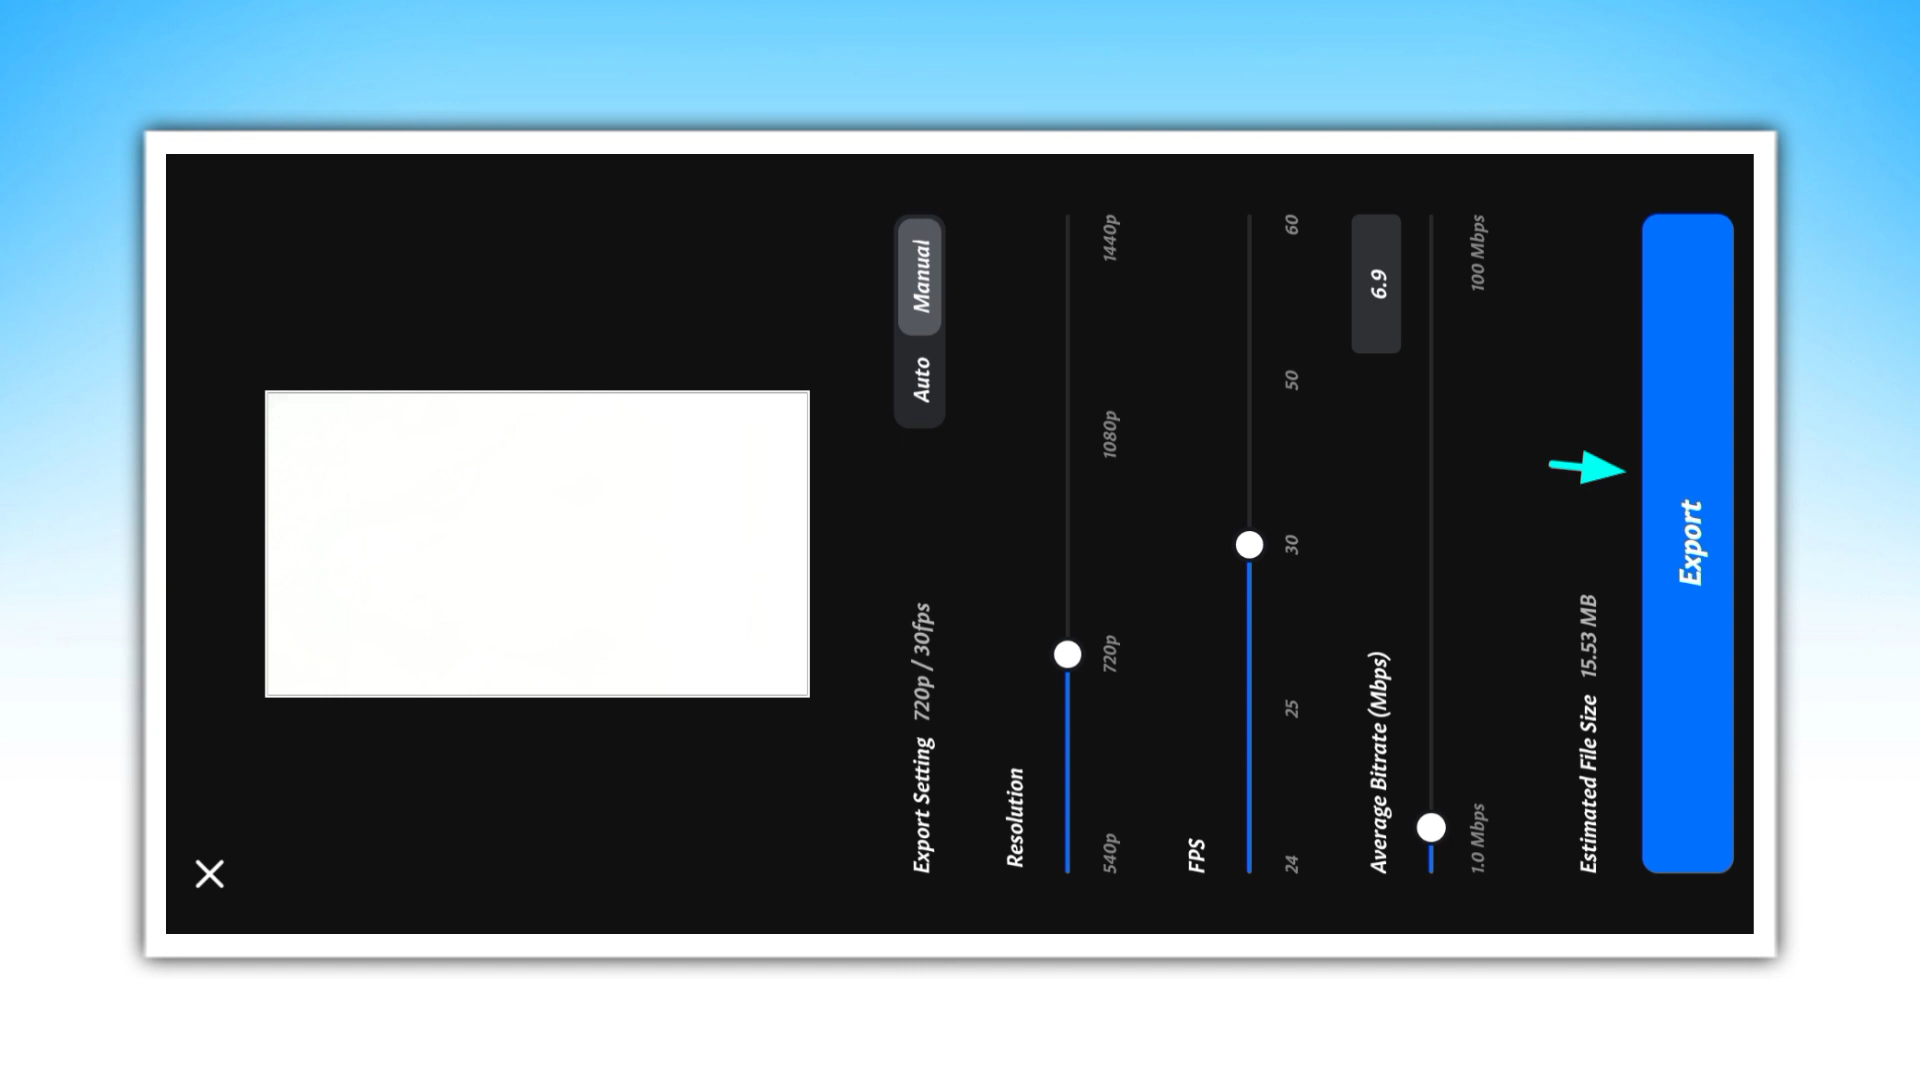 Export Setting 720p / 30fps
Auto Manual
Resolution
540p 720p 1080p 1440p
FPS
24 25 30 50 60
Average Bitrate (Mbps) 6.9
1.0 Mbps 100 Mbps
Estimated File Size 15.53 MB
Export